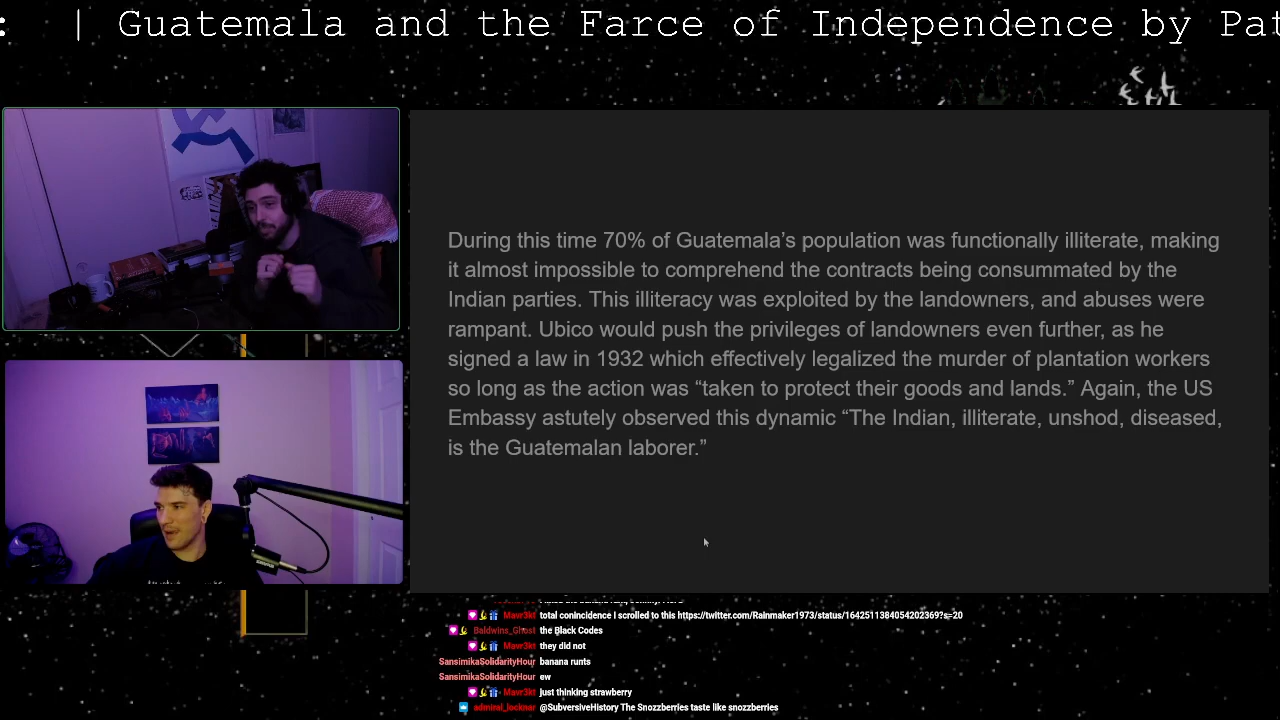 : | Guatemala and the Farce of Independence by Pat
During this time 70% of Guatemala’s population was functionally illiterate, making
it almost impossible to comprehend the contracts being consummated by the
Indian parties. This illiteracy was exploited by the landowners, and abuses were
rampant. Ubico would push the privileges of landowners even further, as he
signed a law in 1932 which effectively legalized the murder of plantation workers
so long as the action was “taken to protect their goods and lands.” Again, the US
Embassy astutely observed this dynamic “The Indian, illiterate, unshod, diseased,
is the Guatemalan laborer.”
Mavr3kt total conincidence I scrolled to this https://twitter.com/Rainmaker1973/status/1642511384054202369?s=20
Baldwins_Ghost the Black Codes
Mavr3kt they did not
SansimikaSolidarityHour banana runts
SansimikaSolidarityHour ew
Mavr3kt just thinking strawberry
admiral_locknar @SubversiveHistory The Snozzberries taste like snozzberries